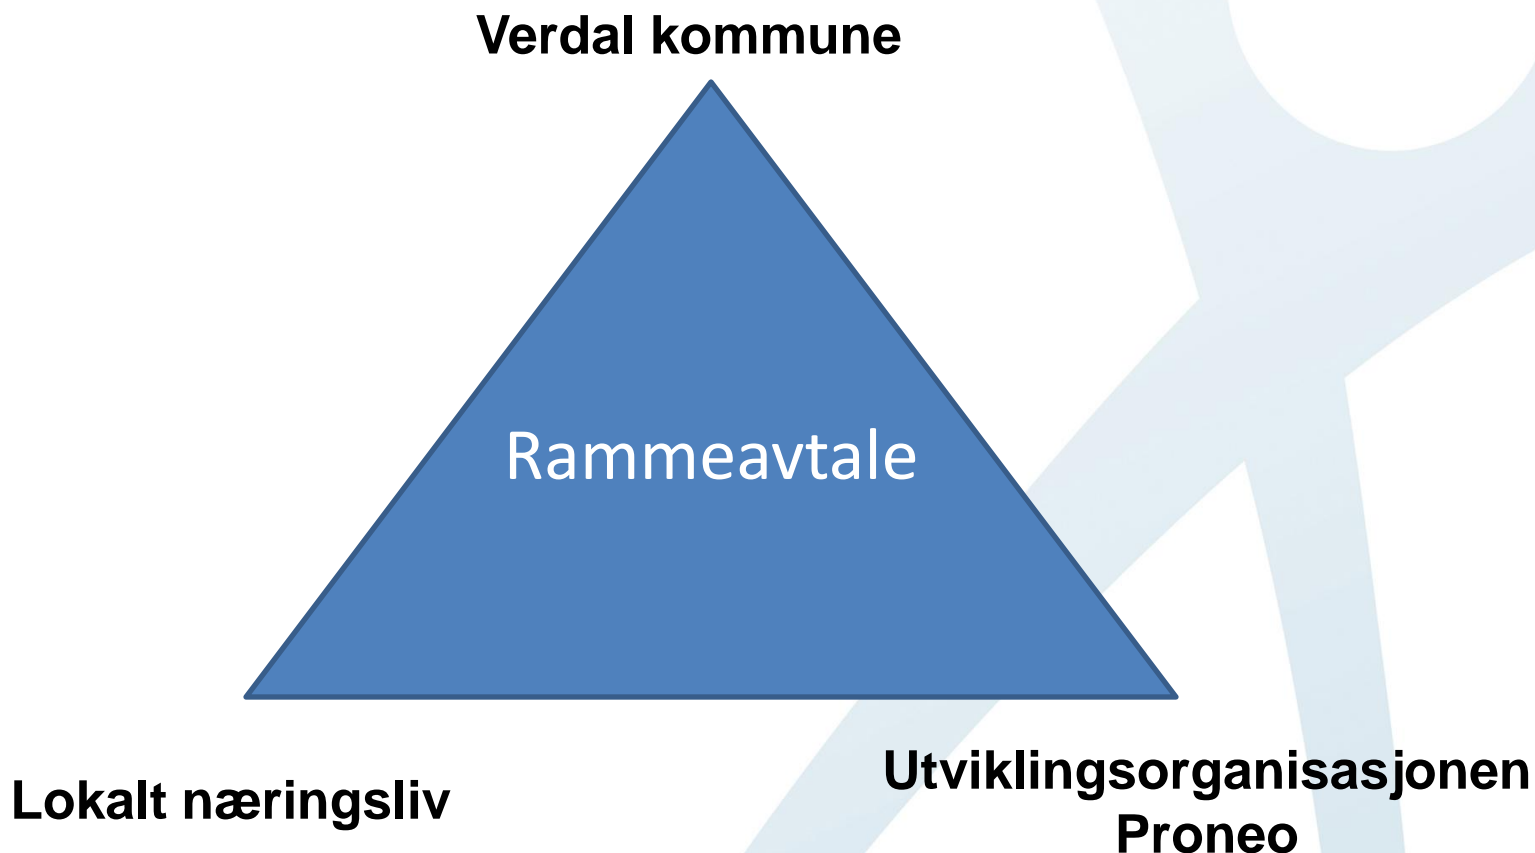 Verdal kommune
Rammeavtale
Lokalt næringsliv
Utviklingsorganisasjonen
Proneo